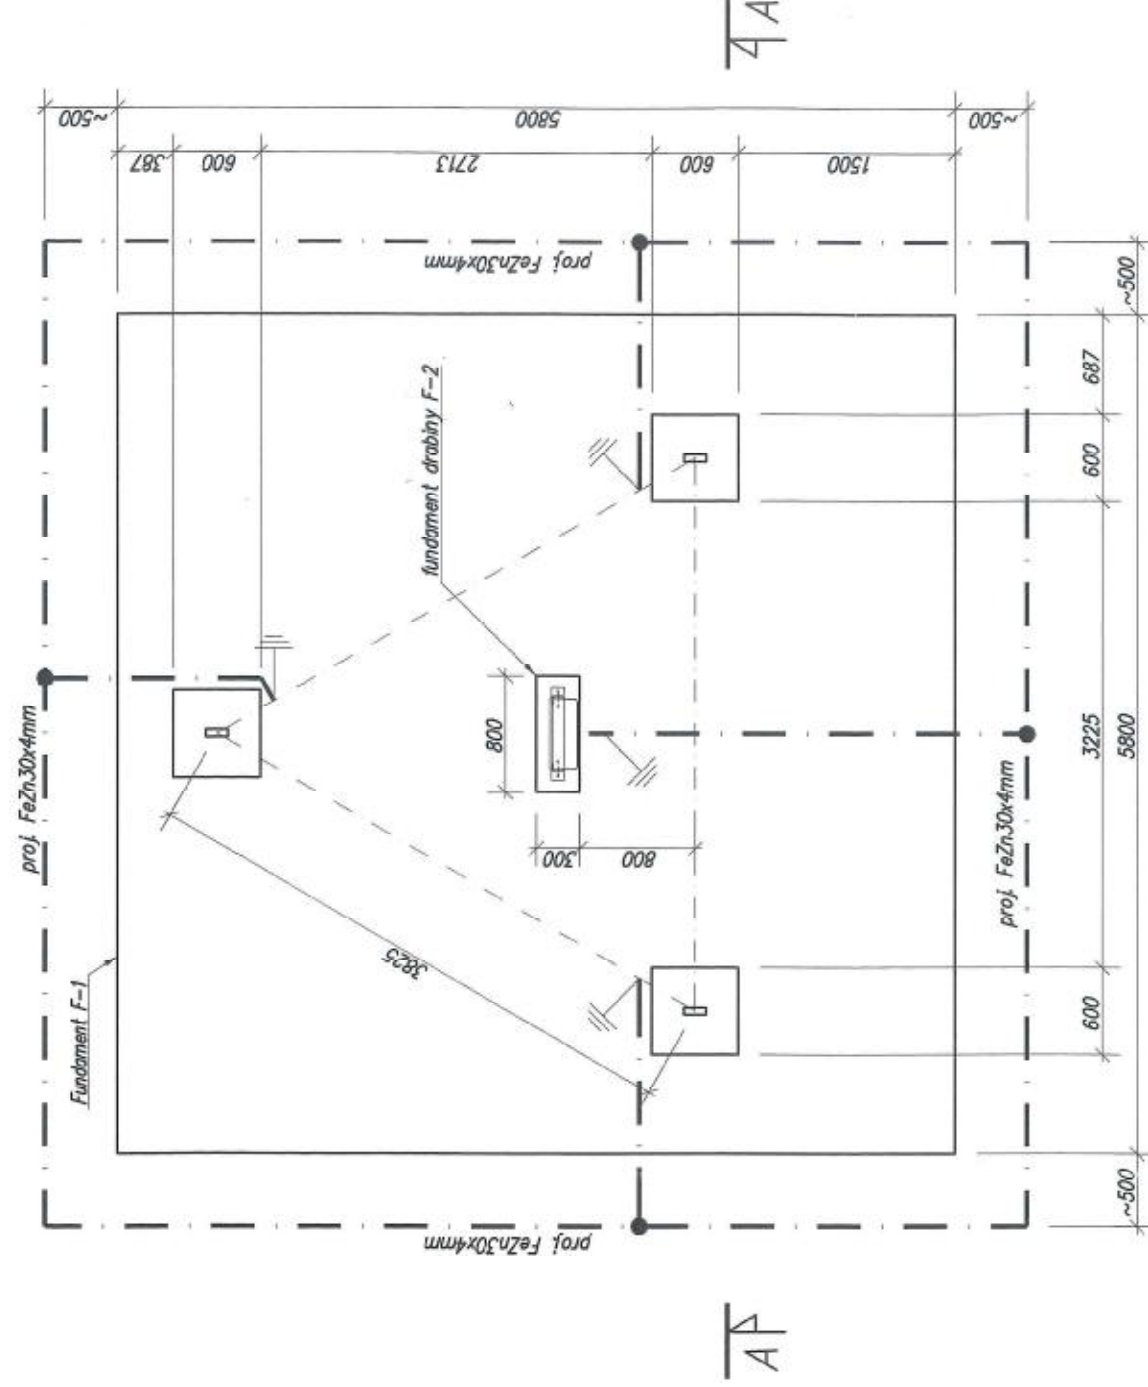 A
A
~500
5800
~500
387
600
2713
600
1500
proj. FeZn30x4mm
fundament drabiny F-2
proj. FeZn30x4mm
Fundament F-1
3825
800
300
800
proj. FeZn30x4mm
proj. FeZn30x4mm
~500
687
600
3225
5800
600
~500